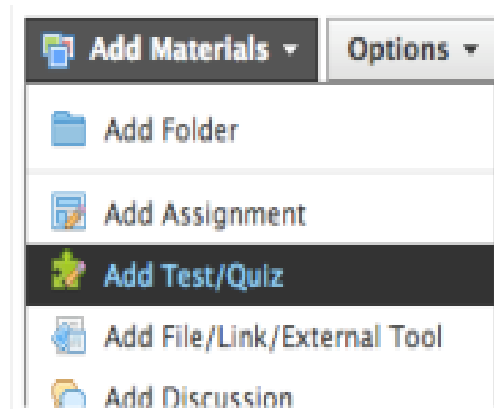 Add Materials Options
Add Folder
Add Assignment
Add Test/Quiz
Add File/Link/External Tool
Add Discussion